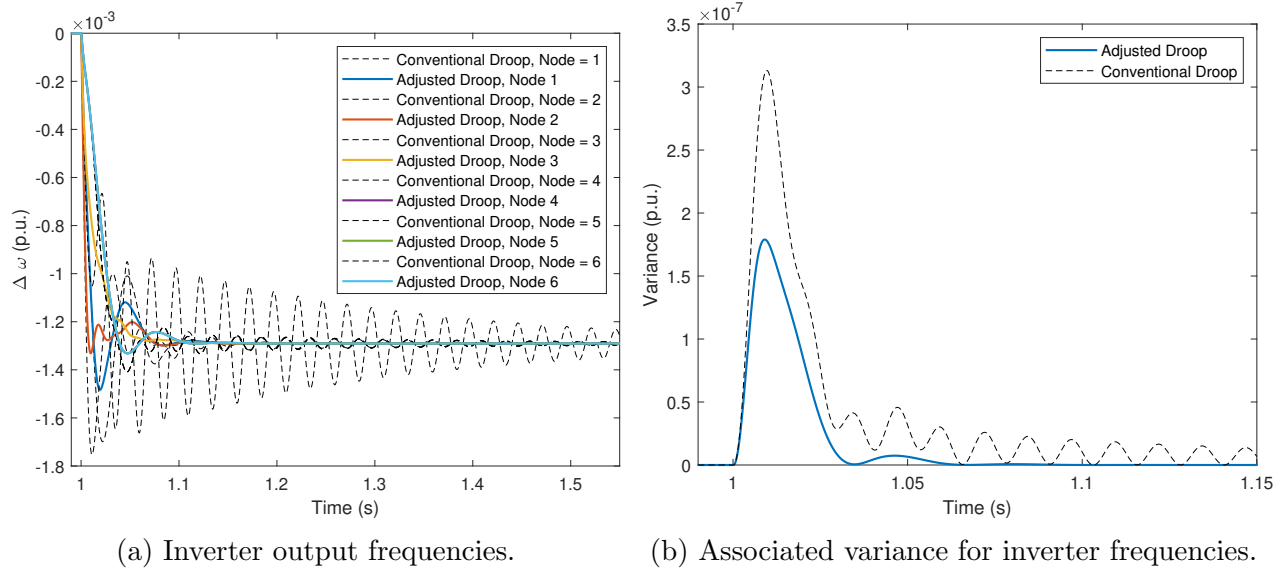 ×10-3
0
-0.2
-0.4
-0.6
-0.8
-1
-1.2
-1.4
-1.6
-1.8
Δ ω (p.u.)
1
1.1
1.2
1.3
1.4
1.5
Time (s)
Conventional Droop, Node = 1
Adjusted Droop, Node 1
Conventional Droop, Node = 2
Adjusted Droop, Node 2
Conventional Droop, Node = 3
Adjusted Droop, Node 3
Conventional Droop, Node = 4
Adjusted Droop, Node 4
Conventional Droop, Node = 5
Adjusted Droop, Node 5
Conventional Droop, Node = 6
Adjusted Droop, Node 6
(a) Inverter output frequencies.
×10-7
3.5
3
2.5
2
1.5
1
0.5
0
Variance (p.u.)
1
1.05
1.1
1.15
Time (s)
Adjusted Droop
Conventional Droop
(b) Associated variance for inverter frequencies.